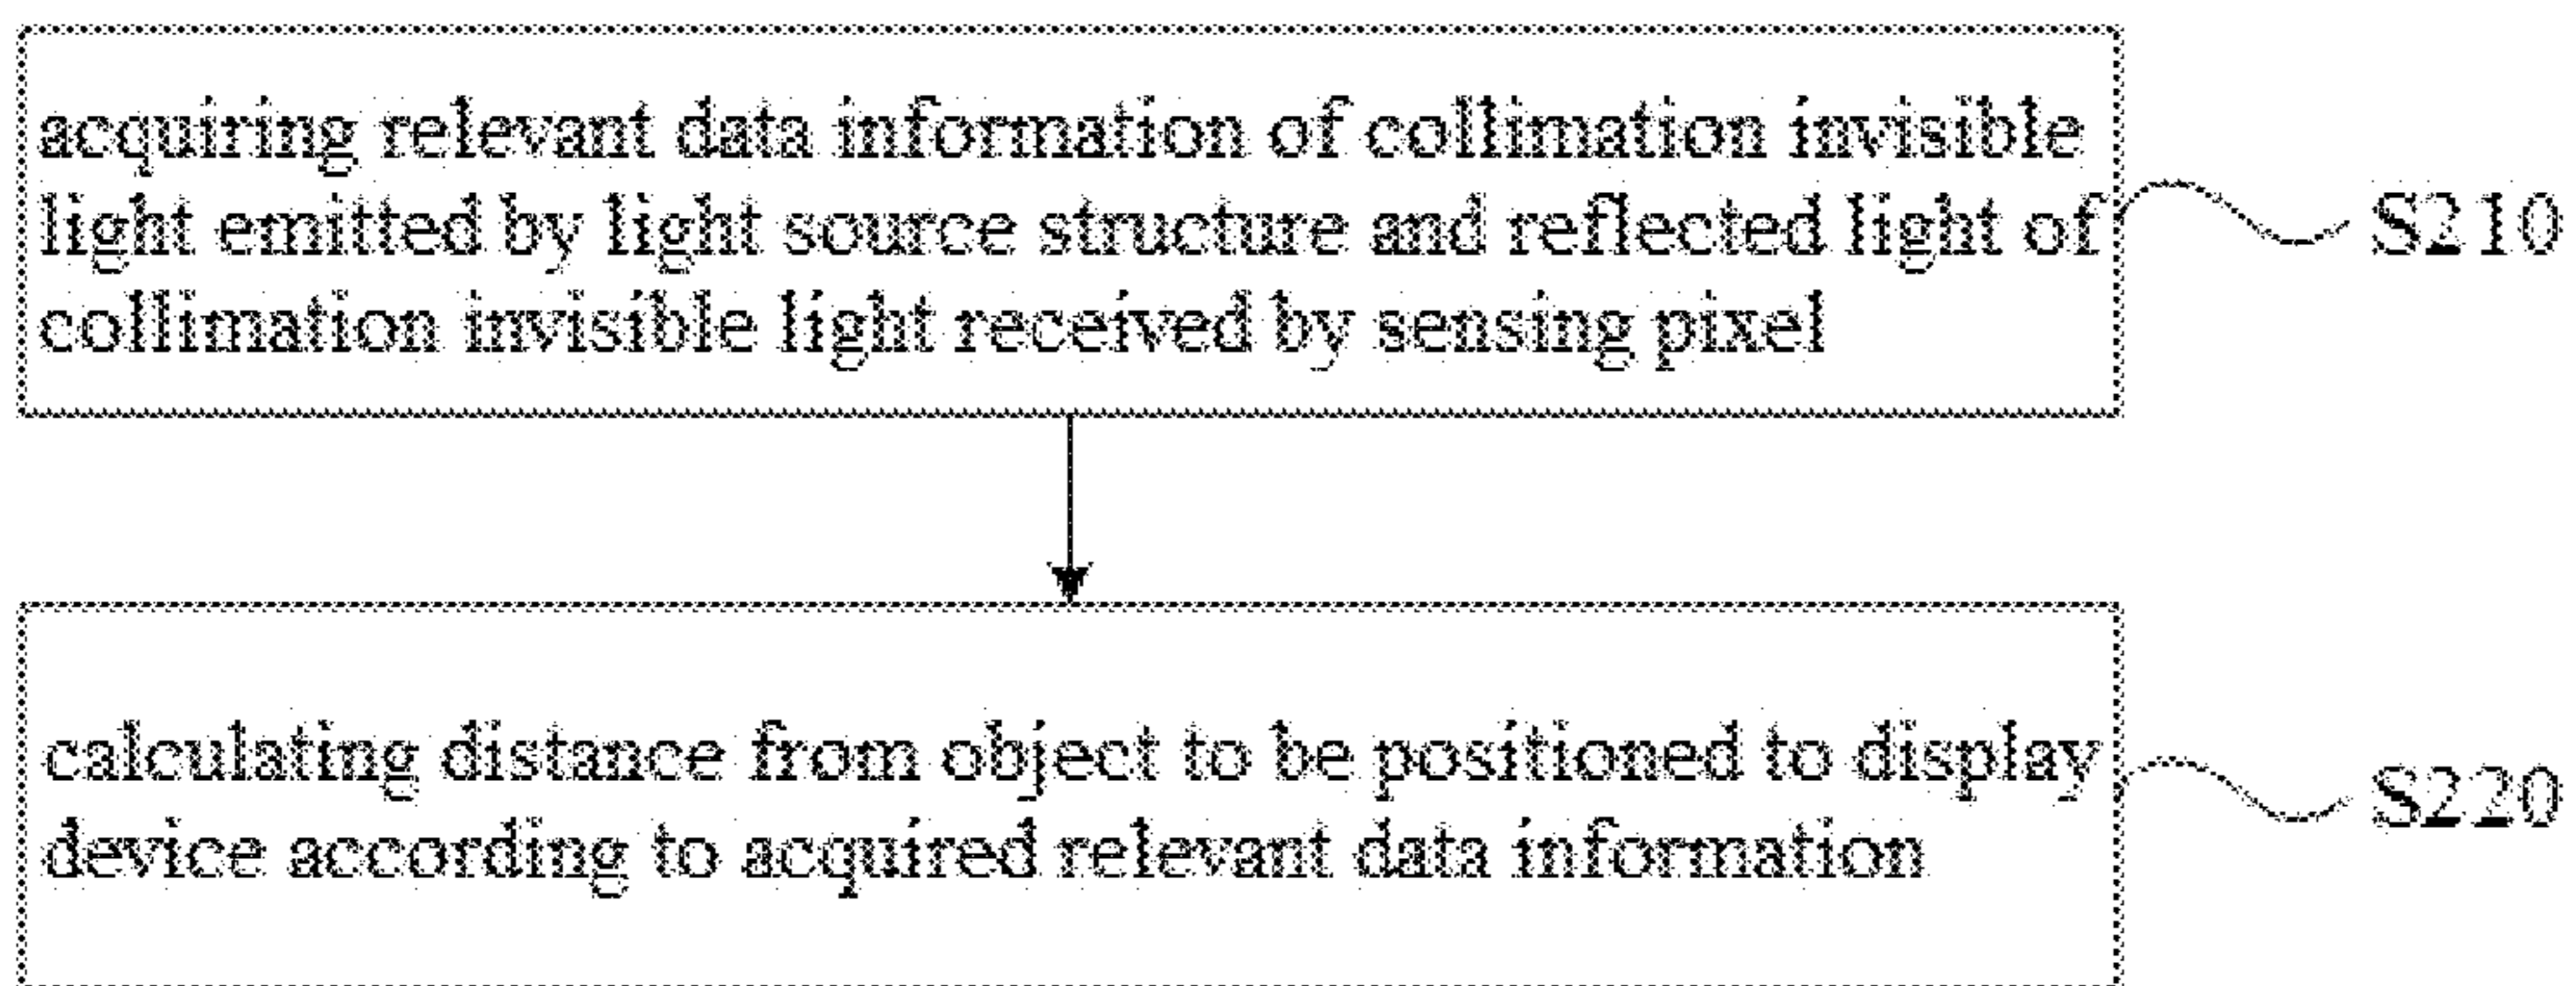 acquiring relevant data information of collimation invisible
light emitted by light source structure and reflected light of
collimation invisible light received by sensing pixel
S210
calculating distance from object to be positioned to display
device according to acquired relevant data information
S220